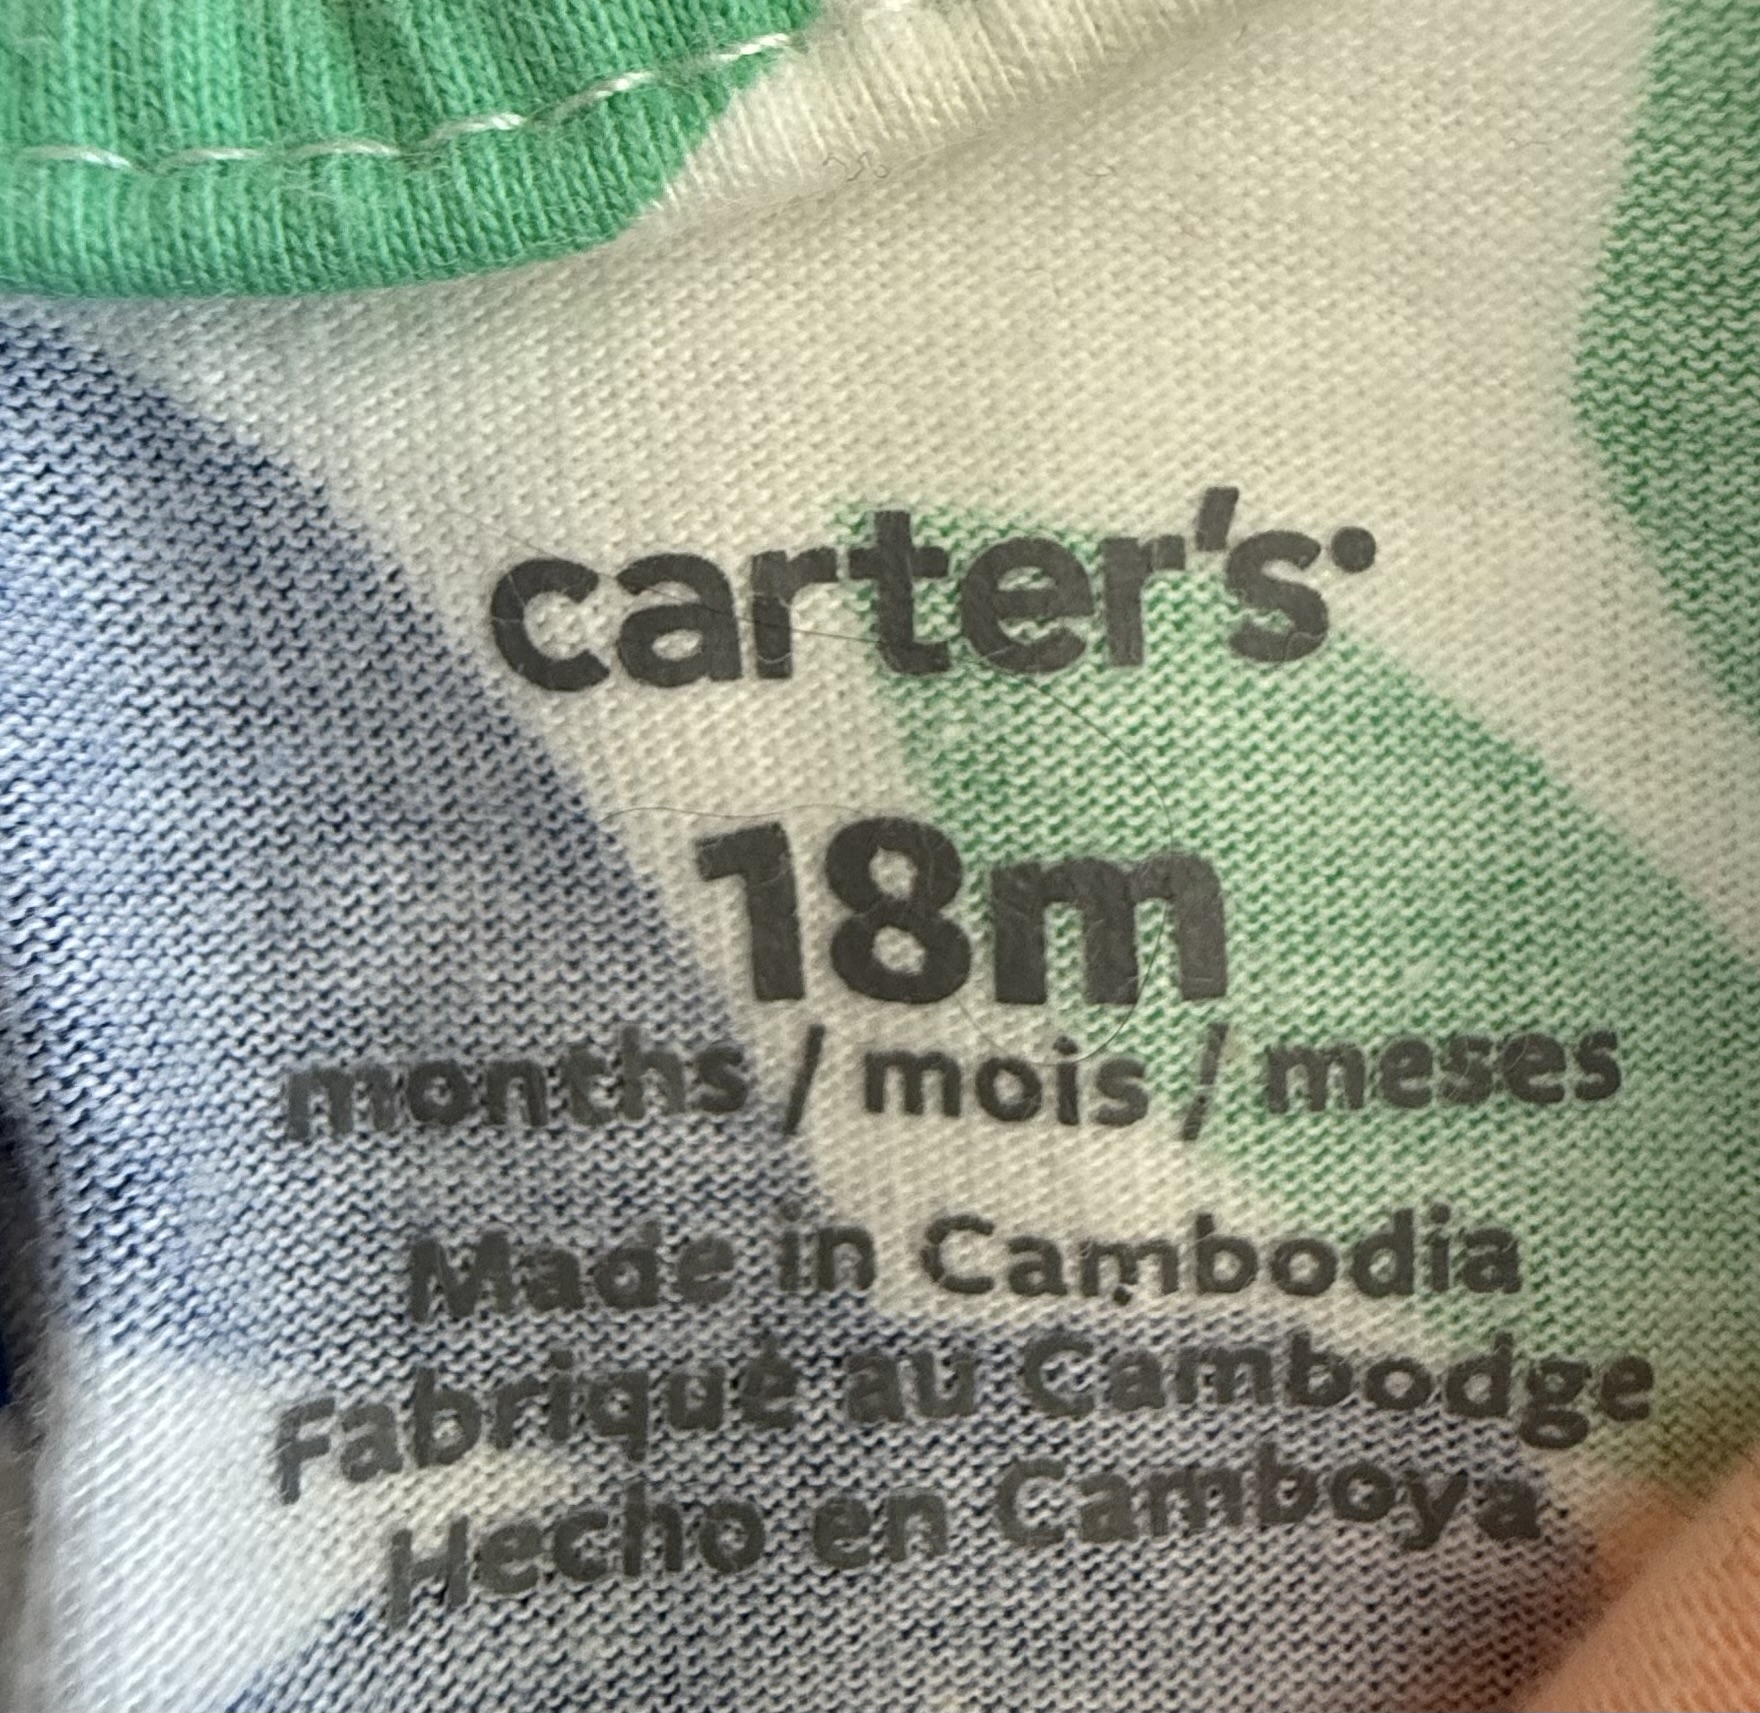 carter's
18m
months / mois / meses
Made in Cambodia
Fabriqué au Cambodge
Hecho en Camboya